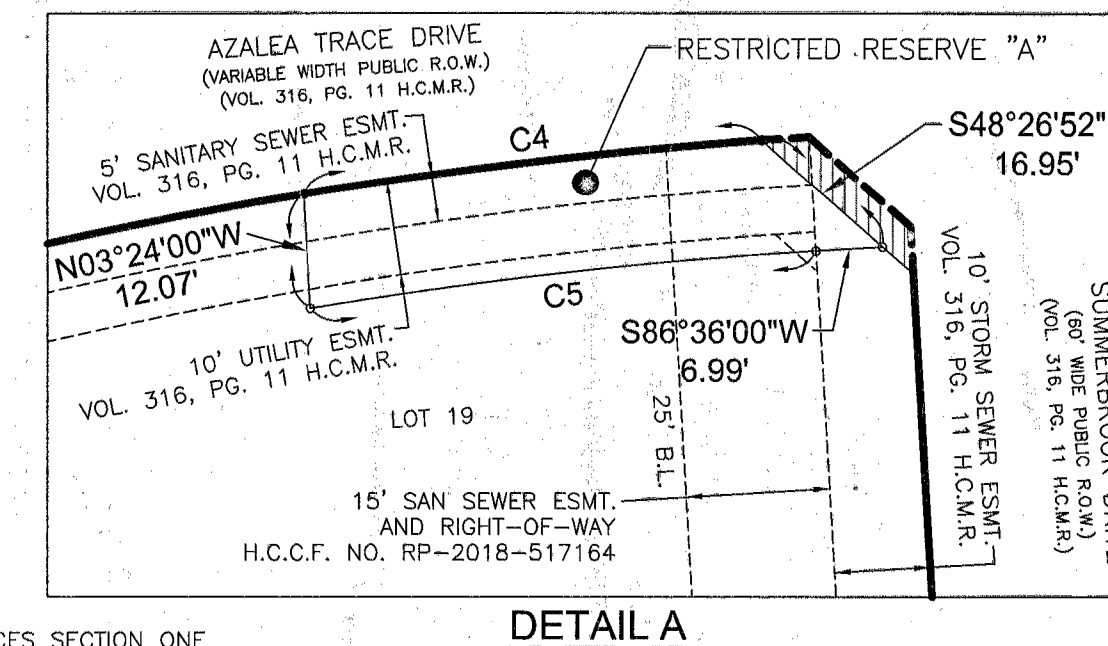 AZALEA TRACE DRIVE
(VARIABLE WIDTH PUBLIC R.O.W.)
(VOL. 316, PG. 11 H.C.M.R.)
RESTRICTED RESERVE "A"
5' SANITARY SEWER ESMT.
VOL. 316, PG. 11 H.C.M.R.
C4
S48°26'52"
16.95'
N03°24'00"W
12.07'
C5
S86°36'00"W
6.99'
10' UTILITY ESMT.
VOL. 316, PG. 11 H.C.M.R.
LOT 19
25' B.L.
10' STORM SEWER ESMT.
VOL. 316, PG. 11 H.C.M.R.
(60' WIDE PUBLIC R.O.W.)
(VOL. 316, PG. 11 H.C.M.R.)
15' SAN SEWER ESMT.
AND RIGHT-OF-WAY
H.C.C.F. NO. RP-2018-517164
DETAIL A
SECTION ONE